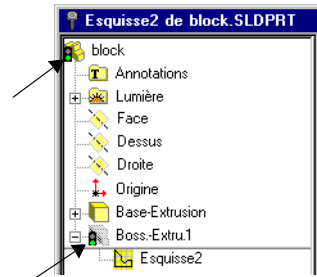 Esquisse2 de block.SLDPRT
block
T Annotations
Lumière
Face
Dessus
Droite
Origine
Base-Extrusion
Boss.-Extru.1
Esquisse2